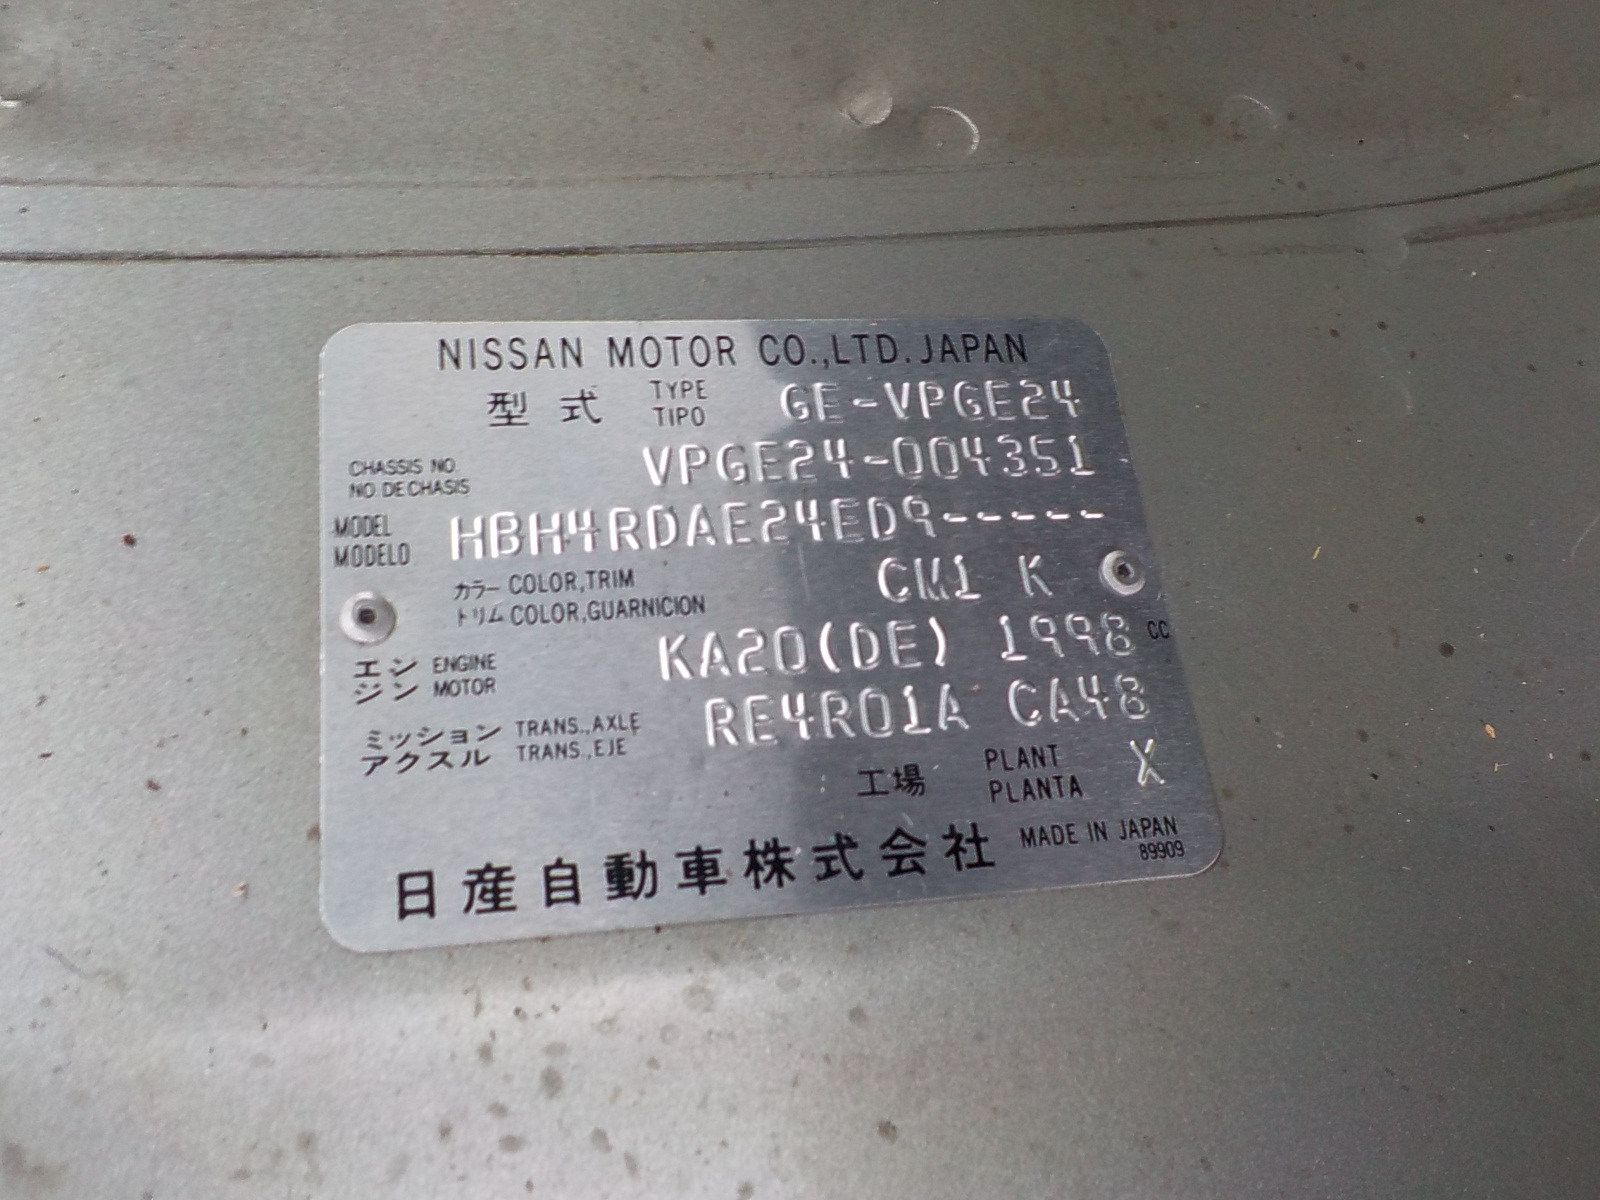 NISSAN MOTOR CO.,LTD. JAPAN
型式 TYPE TIPO GE-VPGE24
CHASSIS NO. NO. DE CHASIS VPGE24-004351
MODEL MODELO HBH4RDAE24ED9-----
カラー COLOR,TRIM トリム COLOR,GUARNICION CM1 K
エンジン ENGINE MOTOR KA20(DE) 1998 CC
ミッション TRANS.,AXLE アクスル TRANS.,EJE RE4R01A CA48
工場 PLANT PLANTA X
日産自動車株式会社 MADE IN JAPAN
89909